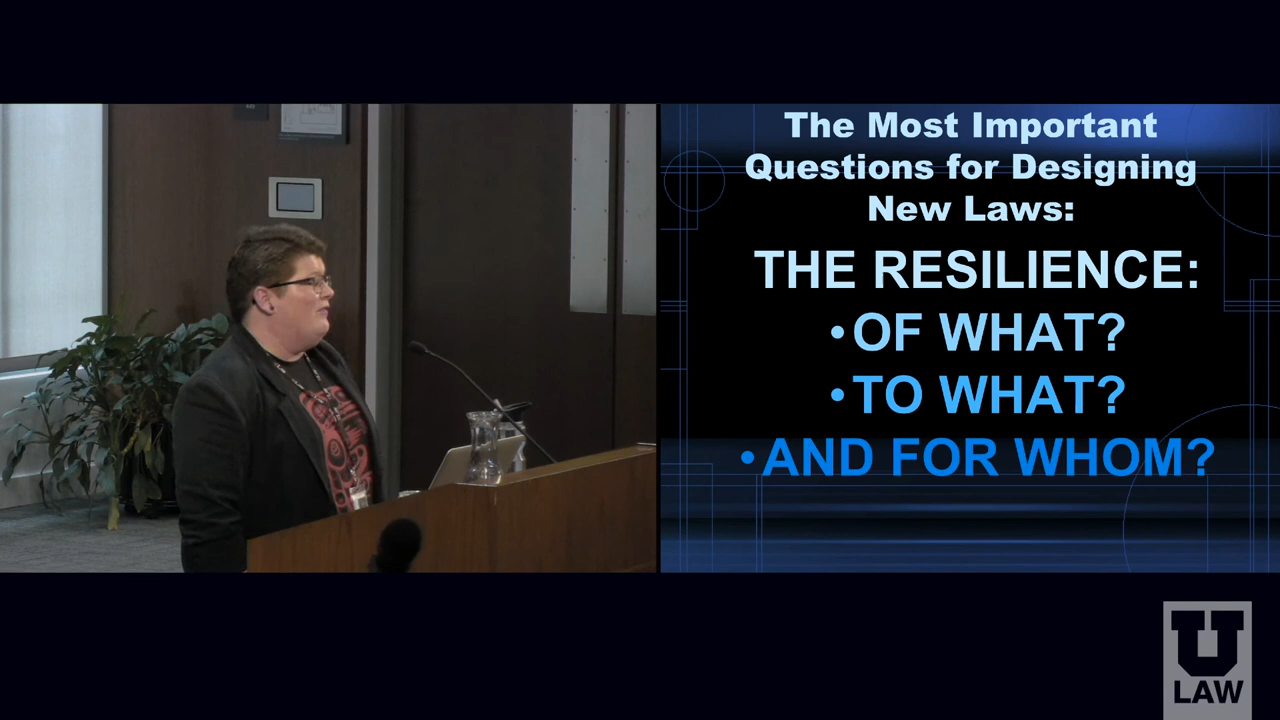 The Most Important
Questions for Designing
New Laws:
THE RESILIENCE:
•OF WHAT?
•TO WHAT?
•AND FOR WHOM?
U
LAW